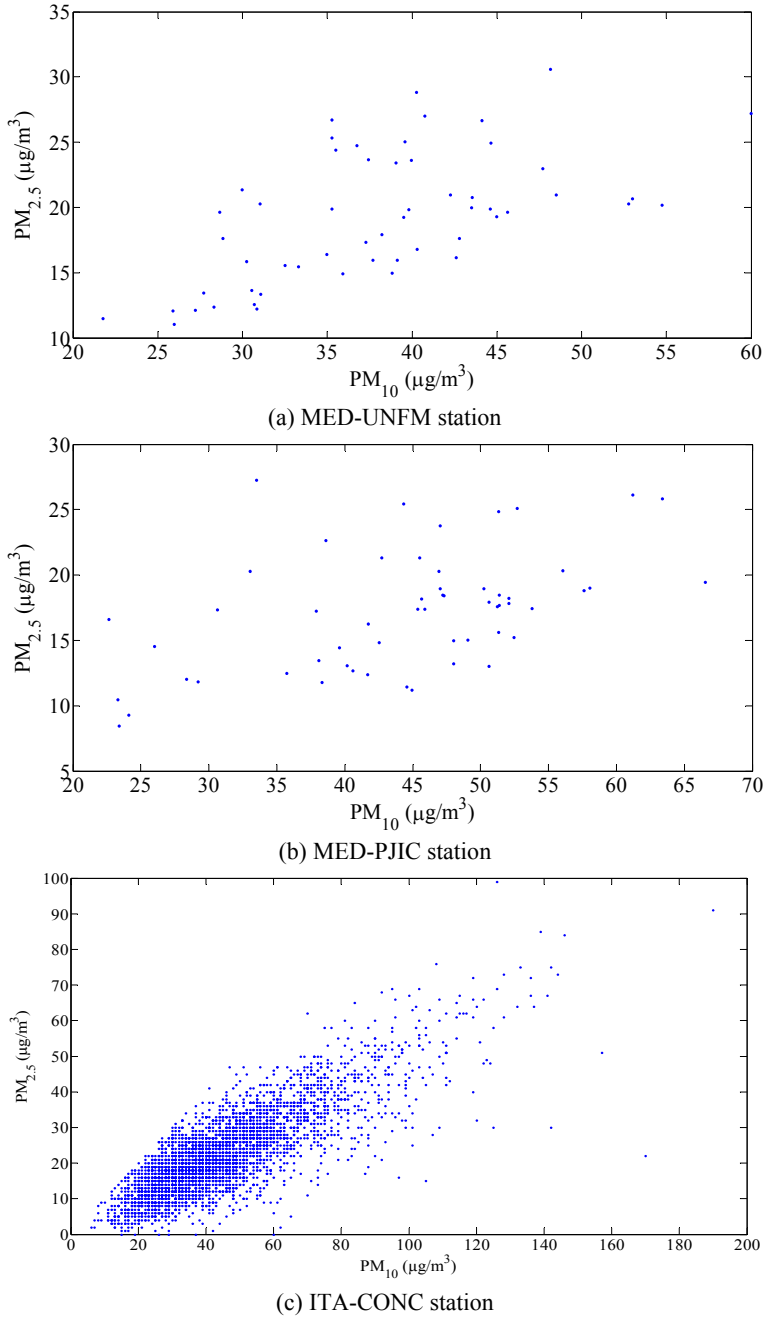 35
30
25
20
15
10
PM2.5 (μg/m3)
20 25 30 35 40 45 50 55 60
PM10 (μg/m3)
(a) MED-UNFM station
30
25
20
15
10
5
PM2.5 (μg/m3)
20 25 30 35 40 45 50 55 60 65 70
PM10 (μg/m3)
(b) MED-PJIC station
100
90
80
70
60
50
40
30
20
10
0
PM2.5 (μg/m3)
0 20 40 60 80 100 120 140 160 180 200
PM10 (μg/m3)
(c) ITA-CONC station